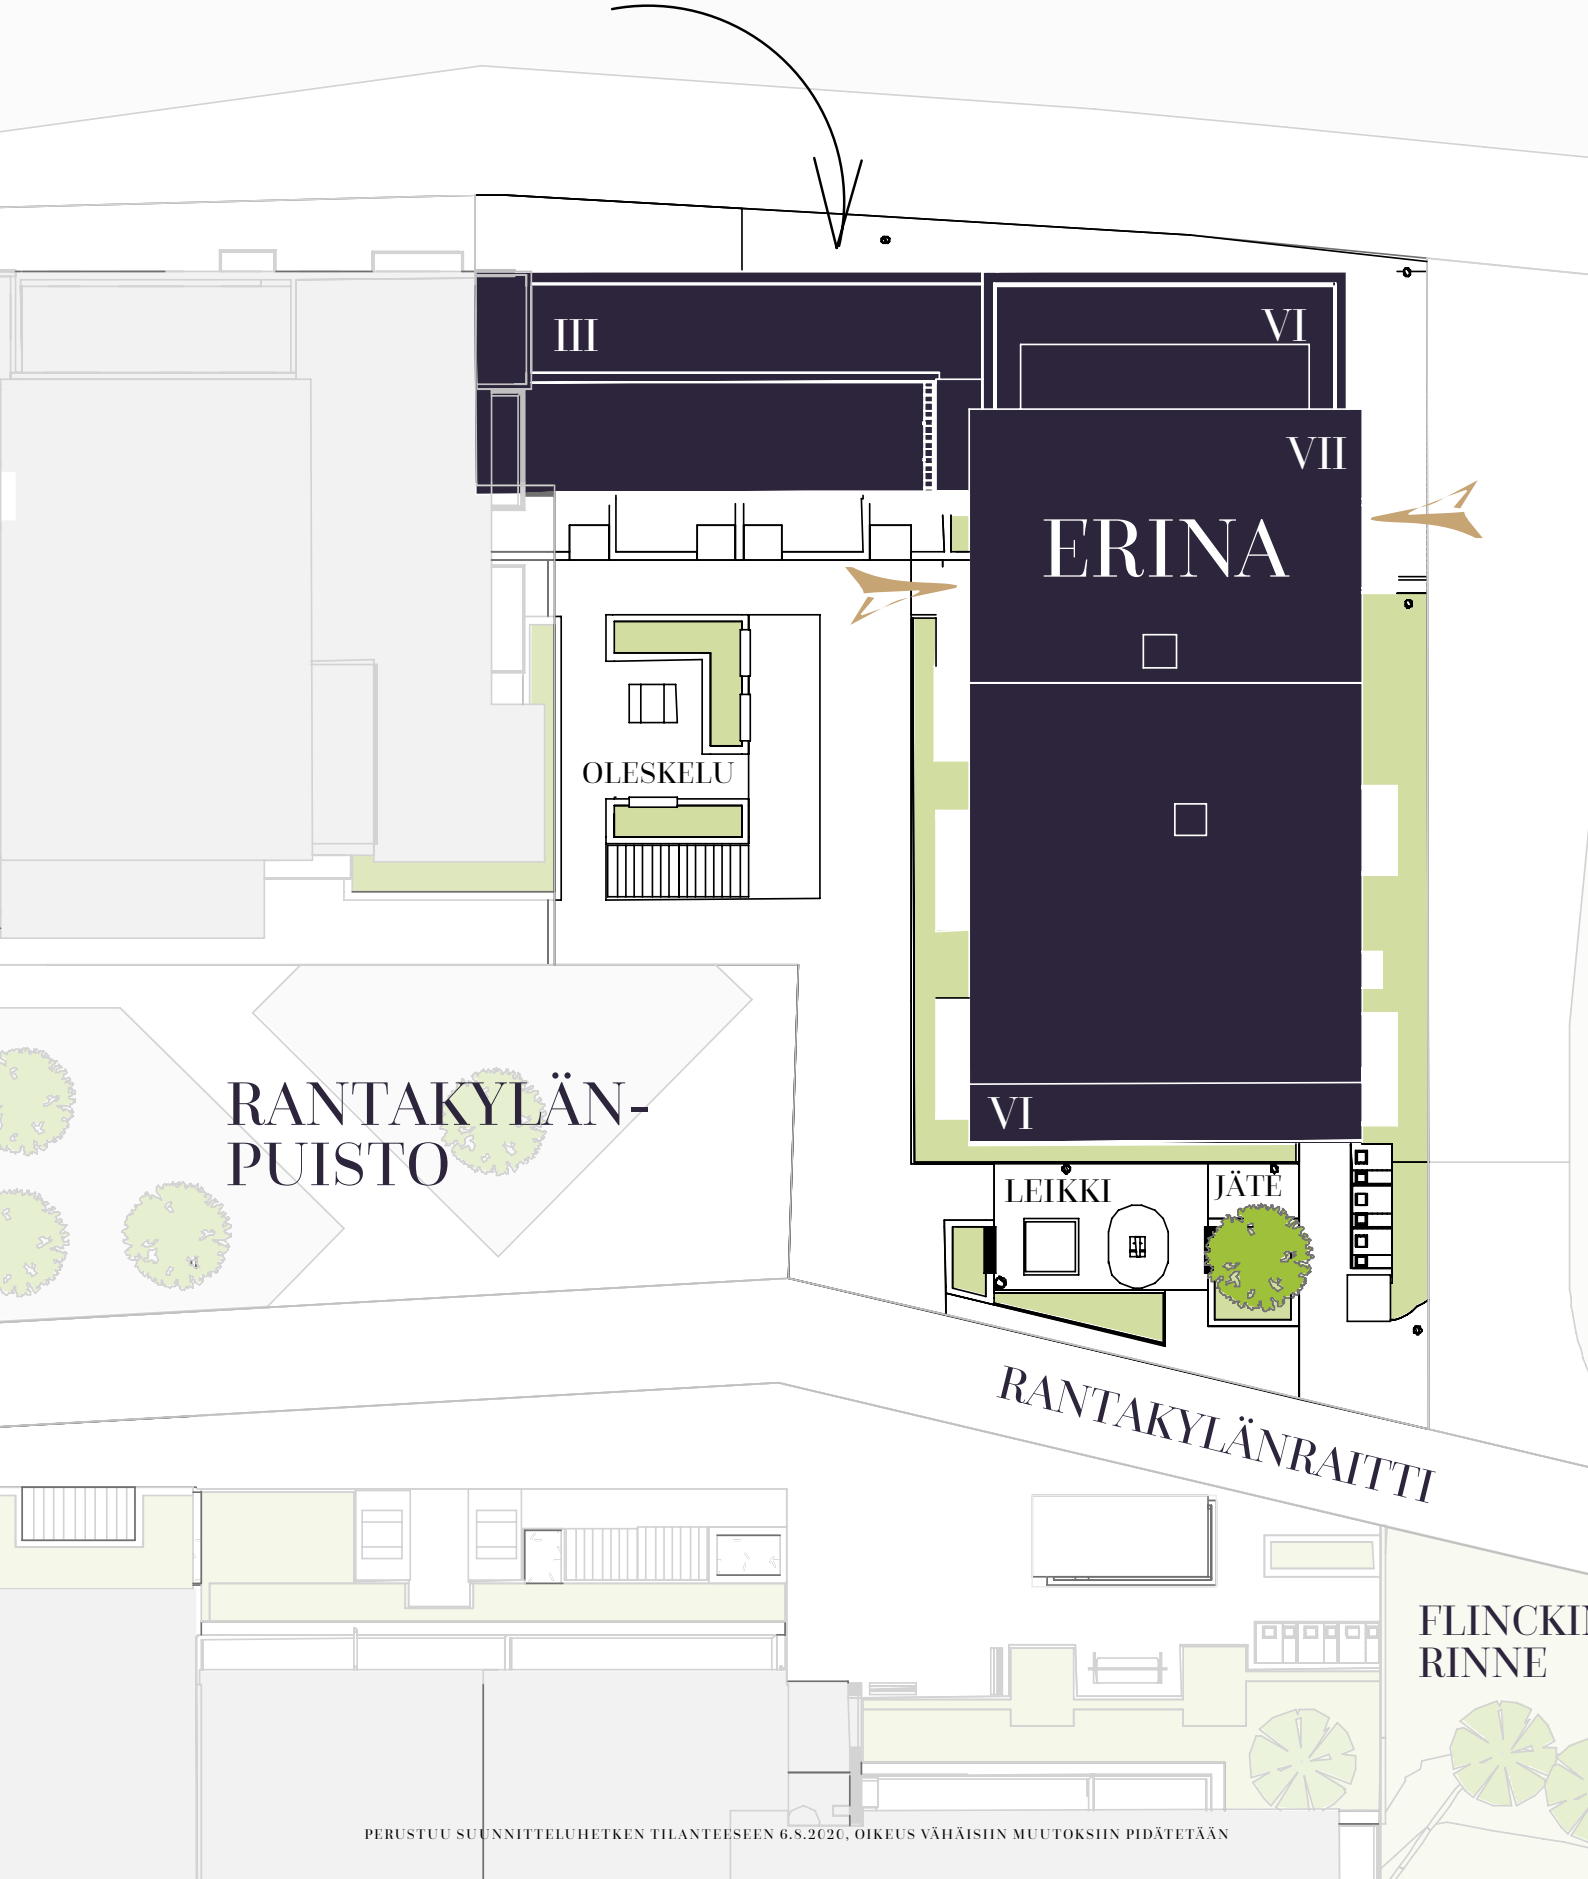 III
VI
VII
ERINA
OLESKELU
RANTAKYLÄN-
PUISTO
VI
LEIKKI
JÄTE
RANTAKYLÄNRAITTI
FLINCKIN
RINNE
PERUSTUU SUUNNITTELUHETKEN TILANTEESEEN 6.8.2020, OIKEUS VÄHÄISIIN MUUTOKSIIN PIDÄTETÄÄN